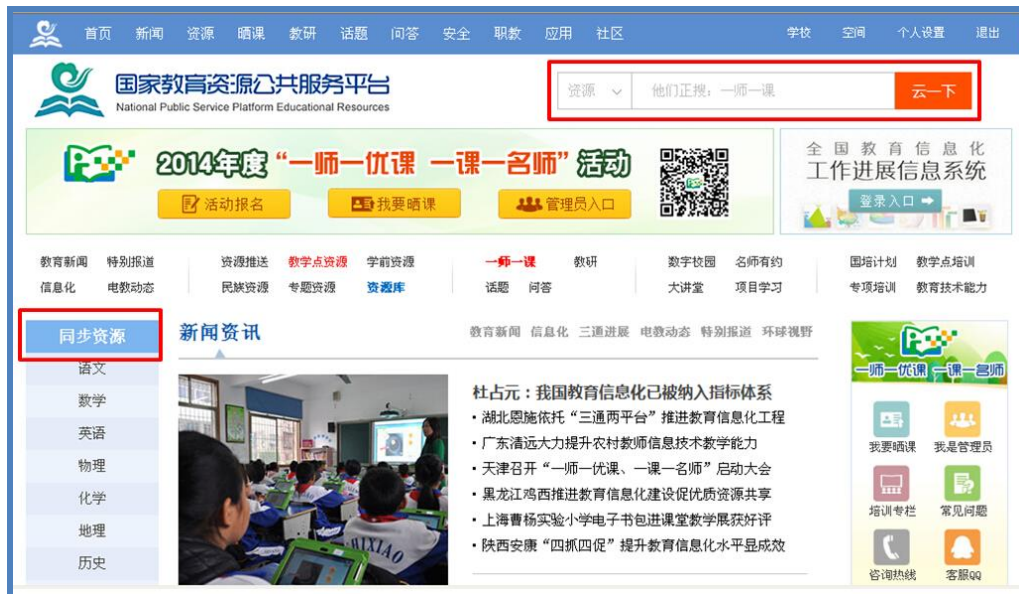 首页 新闻 资源 晒课 教研 话题 问答 安全 职教 应用 社区 学校 空间 个人设置 退出
国家教育资源公共服务平台
National Public Service Platform Educational Resources
资源 他们正搜：一师一课 云一下
2014年度“一师一优课 一课一名师”活动
活动报名 我要晒课 管理员入口
全国教育信息化
工作进展信息系统
登录入口
教育新闻 特别报道 资源推送 教学点资源 学前资源 一师一课 教研 数字校园 名师有约 国培计划 教学点培训
信息化 电教动态 民族资源 专题资源 资源库 话题 问答 大讲堂 项目学习 专项培训 教育技术能力
同步资源
语文
数学
英语
物理
化学
地理
历史
新闻资讯 教育新闻 信息化 三通进展 电教动态 特别报道 环球视野
杜占元：我国教育信息化已被纳入指标体系
·湖北恩施依托“三通两平台”推进教育信息化工程
·广东清远大力提升农村教师信息技术教学能力
·天津召开“一师一优课、一课一名师”启动大会
·黑龙江鸡西推进教育信息化建设促优质资源共享
·上海曹杨实验小学电子书包进课堂教学展获好评
·陕西安康“四抓四促”提升教育信息化水平显成效
一师一优课 一课一名师
我要晒课 我是管理员
培训专栏 常见问题
咨询热线 客服QQ